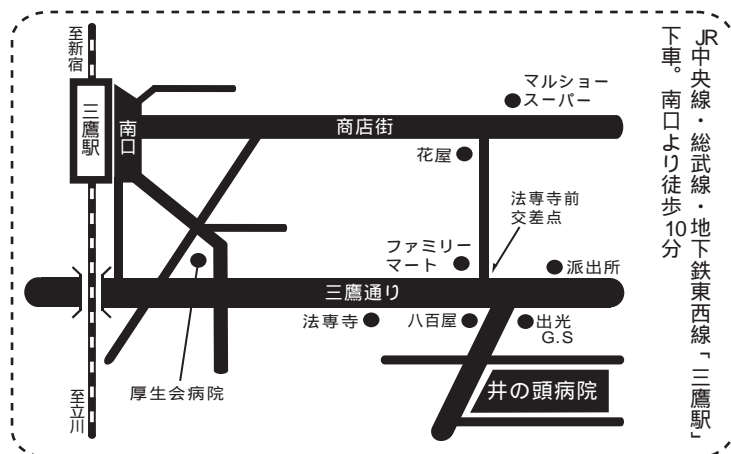 JR中央線・総武線・地下鉄東西線「三鷹駅」
下車。南口より徒歩10分
至新宿
三鷹駅
南口
マルショー
スーパー
商店街
花屋
法専寺前
交差点
ファミリー
マート
派出所
三鷹通り
法専寺
八百屋
出光
G.S
厚生会病院
井の頭病院
至立川